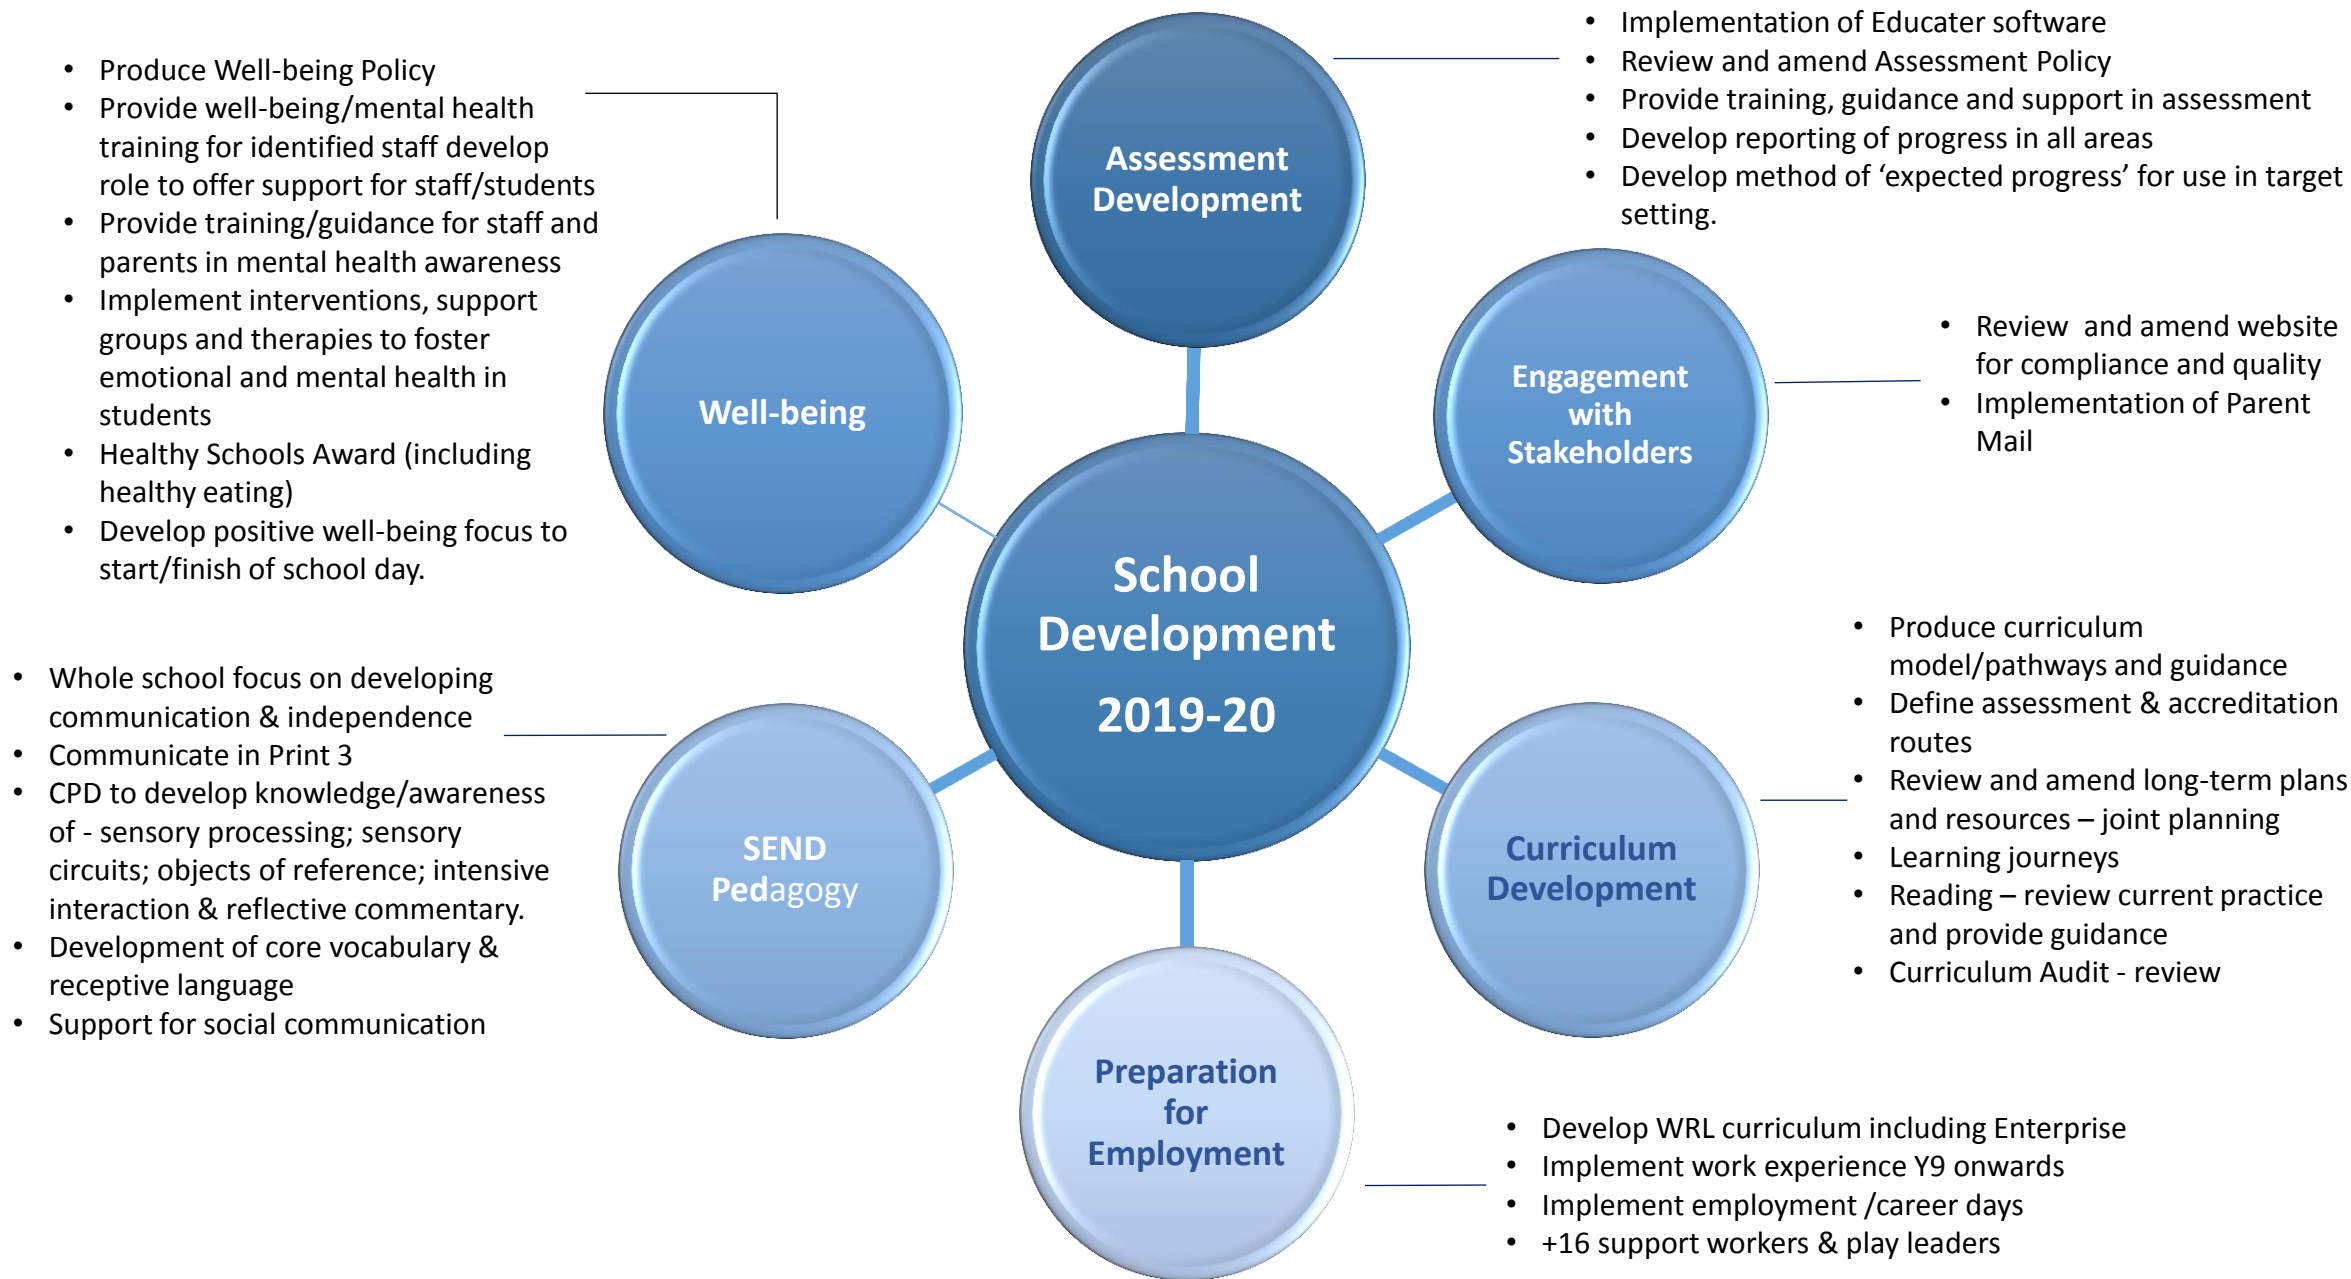 • Produce Well-being Policy
• Provide well-being/mental health
training for identified staff develop
role to offer support for staff/students
• Provide training/guidance for staff and
parents in mental health awareness
• Implement interventions, support
groups and therapies to foster
emotional and mental health in
students
• Healthy Schools Award (including
healthy eating)
• Develop positive well-being focus to
start/finish of school day.
Well-being
Assessment
Development
• Implementation of Educater software
• Review and amend Assessment Policy
• Provide training, guidance and support in assessment
• Develop reporting of progress in all areas
• Develop method of ‘expected progress’ for use in target
setting.
Engagement
with
Stakeholders
• Review  and amend website
for compliance and quality
• Implementation of Parent
Mail
School
Development
2019-20
• Whole school focus on developing
communication & independence
• Communicate in Print 3
• CPD to develop knowledge/awareness
of - sensory processing; sensory
circuits; objects of reference; intensive
interaction & reflective commentary.
• Development of core vocabulary &
receptive language
• Support for social communication
SEND
Pedagogy
Curriculum
Development
• Produce curriculum
model/pathways and guidance
• Define assessment & accreditation
routes
• Review and amend long-term plans
and resources – joint planning
• Learning journeys
• Reading – review current practice
and provide guidance
• Curriculum Audit - review
Preparation
for
Employment
• Develop WRL curriculum including Enterprise
• Implement work experience Y9 onwards
• Implement employment /career days
• +16 support workers & play leaders